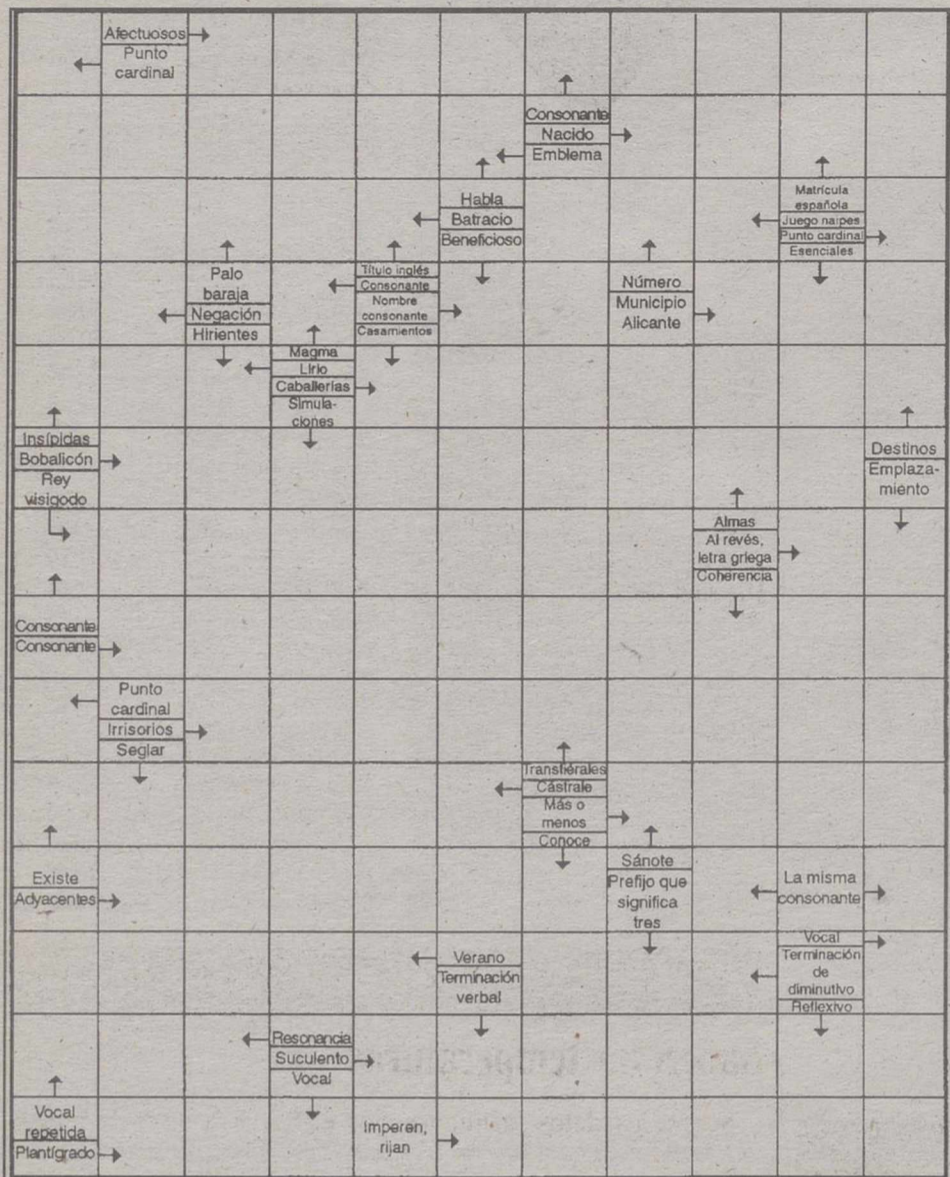 Afectuosos
Punto
cardinal
Consonante
Nacido
Emblema
Habla
Batracio
Beneficioso
Matrícula
española
Juego naipes
Punto cardinal
Esenciales
Palo
baraja
Negación
Hirientes
Título inglés
Consonante
Nombre
consonante
Casamientos
Número
Municipio
Alicante
Magma
Lirio
Caballerías
Simula-
ciones
Insípidas
Bobalicón
Rey
visigodo
Destinos
Emplaza-
miento
Almas
Al revés,
letra griega
Coherencia
Consonante
Consonante
Punto
cardinal
Irrisorios
Seglar
Transfiérales
Cástrale
Más o
menos
Conoce
Existe
Adyacentes
Sánote
Prefijo que
significa
tres
La misma
consonante
Verano
Terminación
verbal
Vocal
Terminación
de
diminutivo
Reflexivo
Resonancia
Suculento
Vocal
Vocal
repetida
Plantígrado
Imperen,
rijan